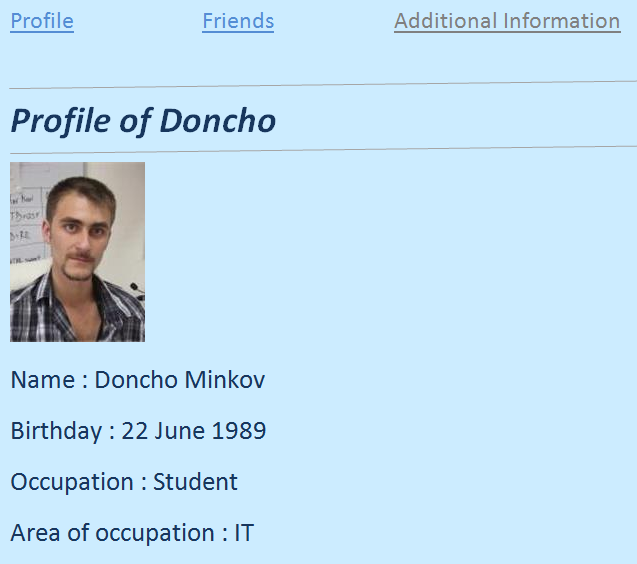 Profile Friends Additional Information
Profile of Doncho
Name : Doncho Minkov
Birthday : 22 June 1989
Occupation : Student
Area of occupation : IT